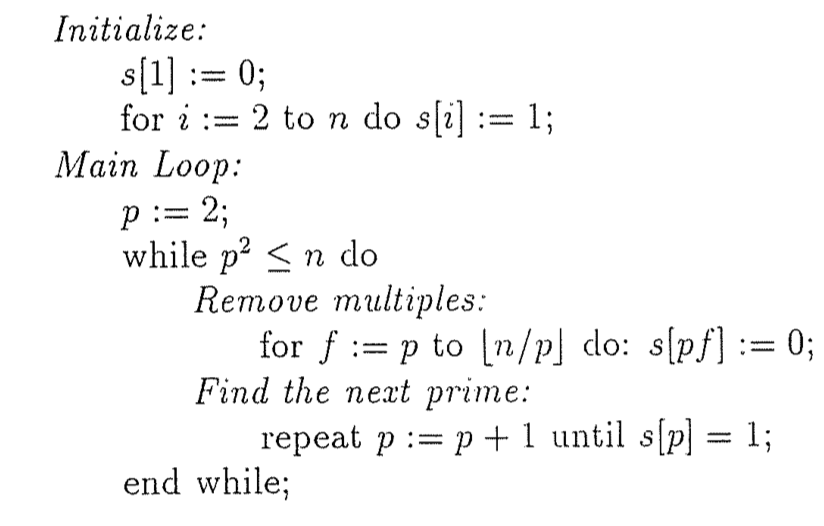 Initialize:
s[1] := 0;
for i := 2 to n do s[i] := 1;
Main Loop:
p := 2;
while p² ≤ n do
Remove multiples:
for f := p to ⌊n/p⌋ do: s[pf] := 0;
Find the next prime:
repeat p := p + 1 until s[p] = 1;
end while;